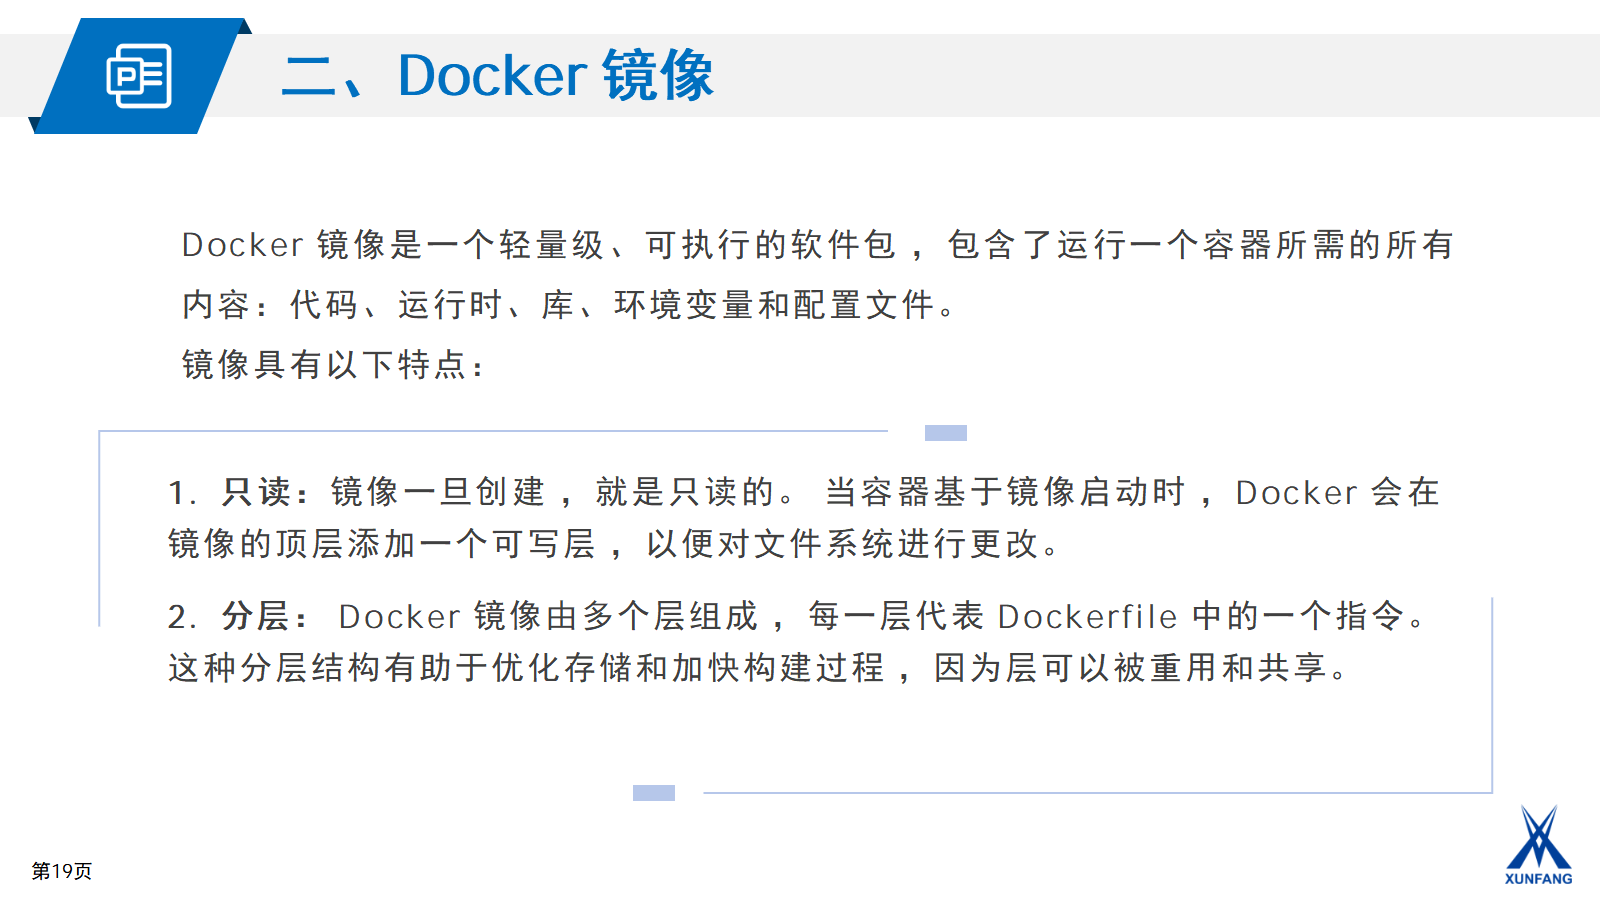 二、Docker 镜像
Docker 镜像是一个轻量级、可执行的软件包，包含了运行一个容器所需的所有
内容：代码、运行时、库、环境变量和配置文件。
镜像具有以下特点：
1. 只读：镜像一旦创建，就是只读的。 当容器基于镜像启动时，Docker 会在
镜像的顶层添加一个可写层，以便对文件系统进行更改。
2. 分层： Docker 镜像由多个层组成，每一层代表 Dockerfile 中的一个指令。
这种分层结构有助于优化存储和加快构建过程，因为层可以被重用和共享。
第19页
XUNFANG